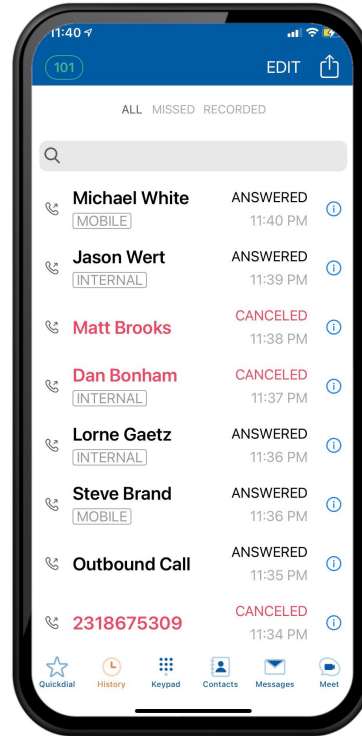 11:40
101
EDIT
ALL MISSED RECORDED
Michael White ANSWERED
MOBILE 11:40 PM
Jason Wert ANSWERED
INTERNAL 11:39 PM
Matt Brooks CANCELED
11:38 PM
Dan Bonham CANCELED
INTERNAL 11:37 PM
Lorne Gaetz ANSWERED
INTERNAL 11:36 PM
Steve Brand ANSWERED
MOBILE 11:36 PM
Outbound Call ANSWERED
11:35 PM
2318675309 CANCELED
11:34 PM
Quickdial History Keypad Contacts Messages Meet